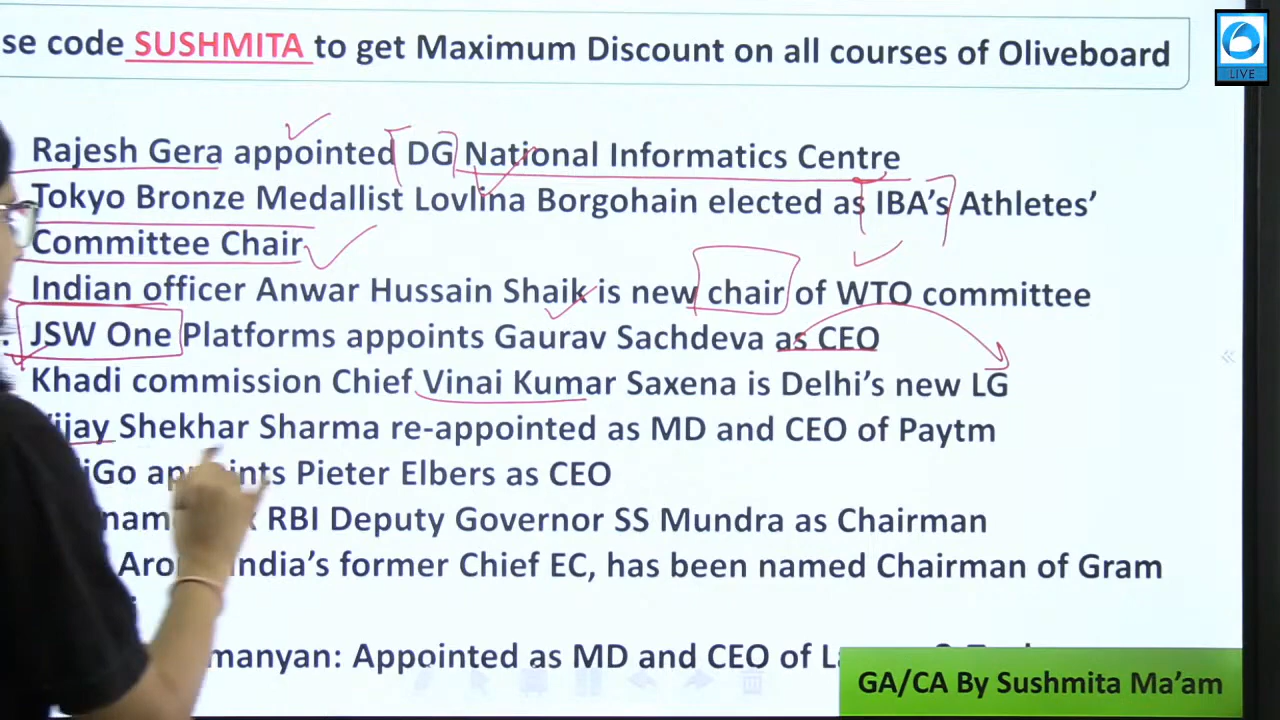 se code SUSHMITA to get Maximum Discount on all courses of Oliveboard
LIVE
Rajesh Gera appointed DG National Informatics Centre
Tokyo Bronze Medallist Lovlina Borgohain elected as IBA's Athletes'
Committee Chair
Indian officer Anwar Hussain Shaik is new chair of WTO committee
JSW One Platforms appoints Gaurav Sachdeva as CEO
Khadi commission Chief Vinai Kumar Saxena is Delhi's new LG
Vijay Shekhar Sharma re-appointed as MD and CEO of Paytm
iGo appoints Pieter Elbers as CEO
nam RBI Deputy Governor SS Mundra as Chairman
Aro India's former Chief EC, has been named Chairman of Gram
manyan: Appointed as MD and CEO of
GA/CA By Sushmita Ma'am